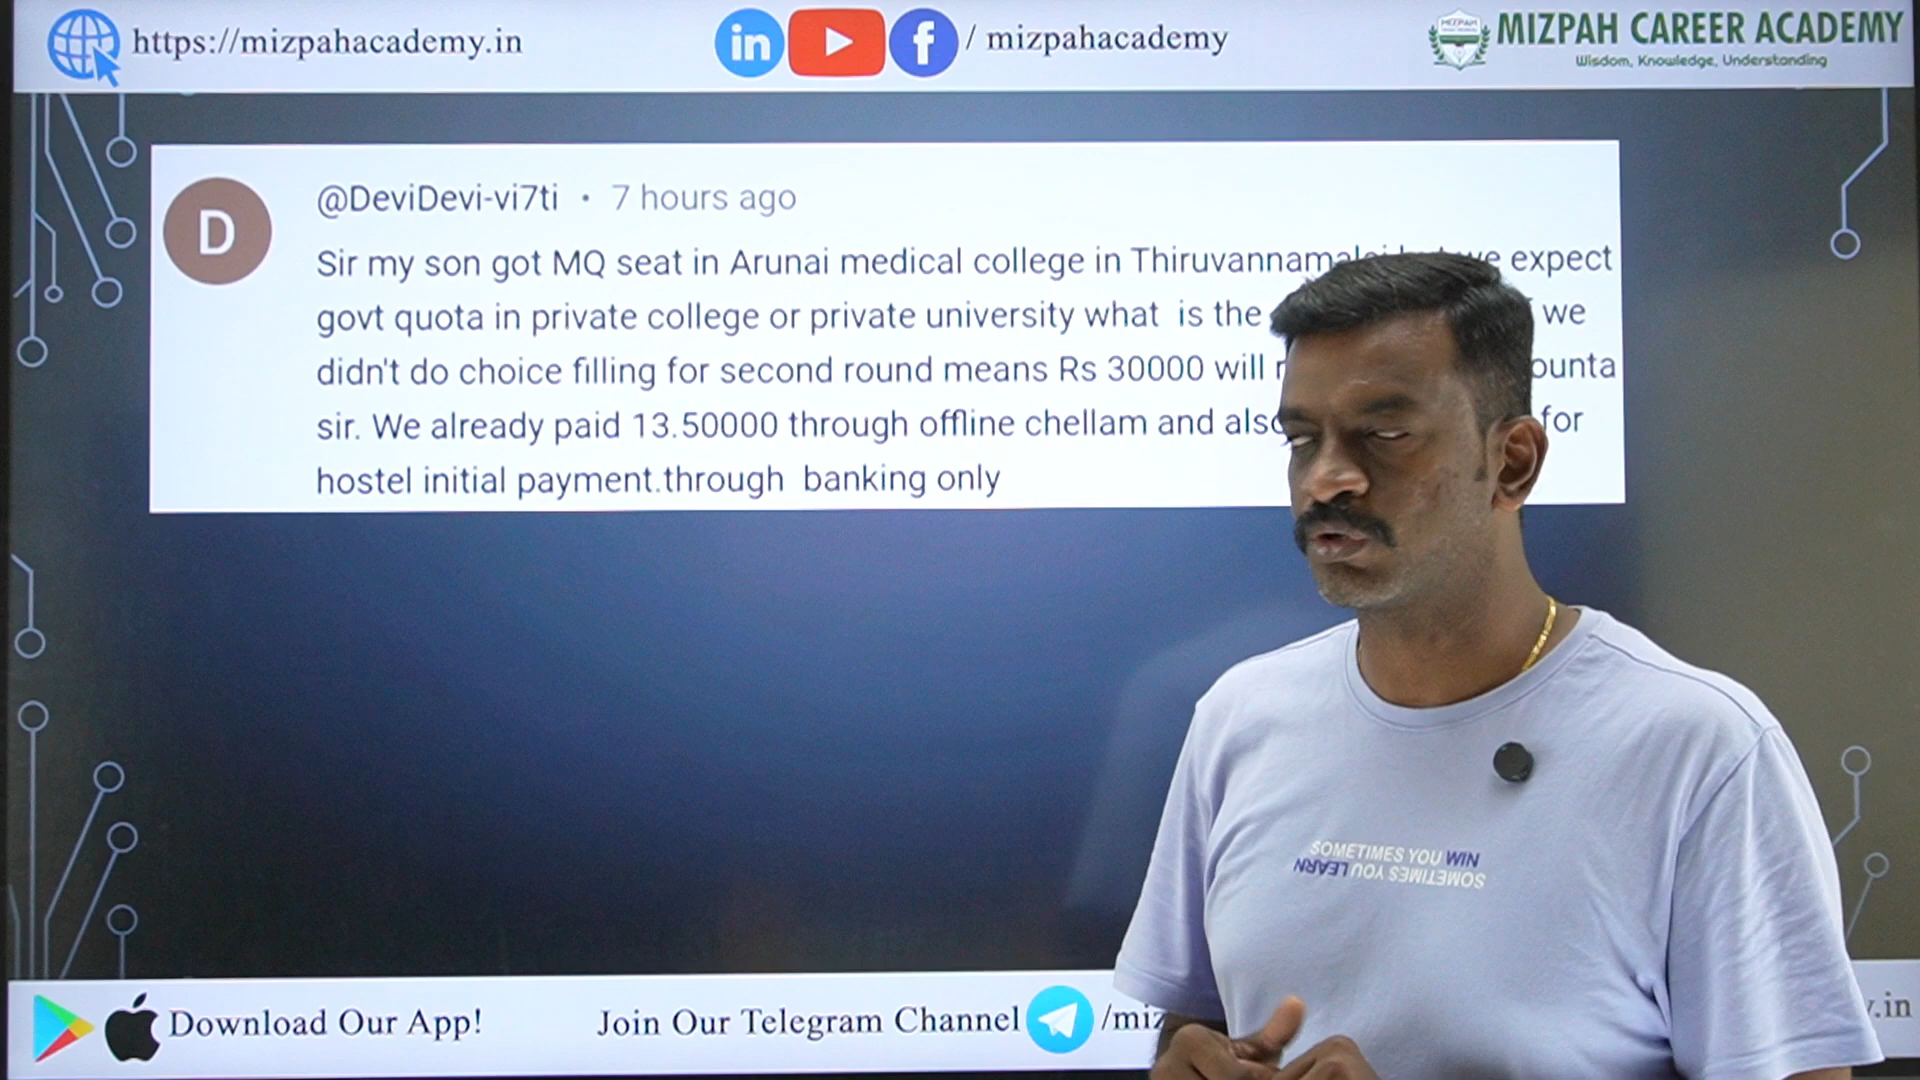 https://mizpahacademy.in
in f / mizpahacademy
MIZPAH
MIZPAH CAREER ACADEMY
Wisdom, Knowledge, Understanding
D
@DeviDevi-vi7ti • 7 hours ago
Sir my son got MQ seat in Arunai medical college in expect
govt quota in private college or private university what is the we
didn't do choice filling for second round means Rs 30000 will
sir. We already paid 13.50000 through offline chellam and for
hostel initial payment.through banking only
SOMETIMES YOU WIN
SOMETIMES YOU LEARN
Download Our App!
Join Our Telegram Channel /miz
.in